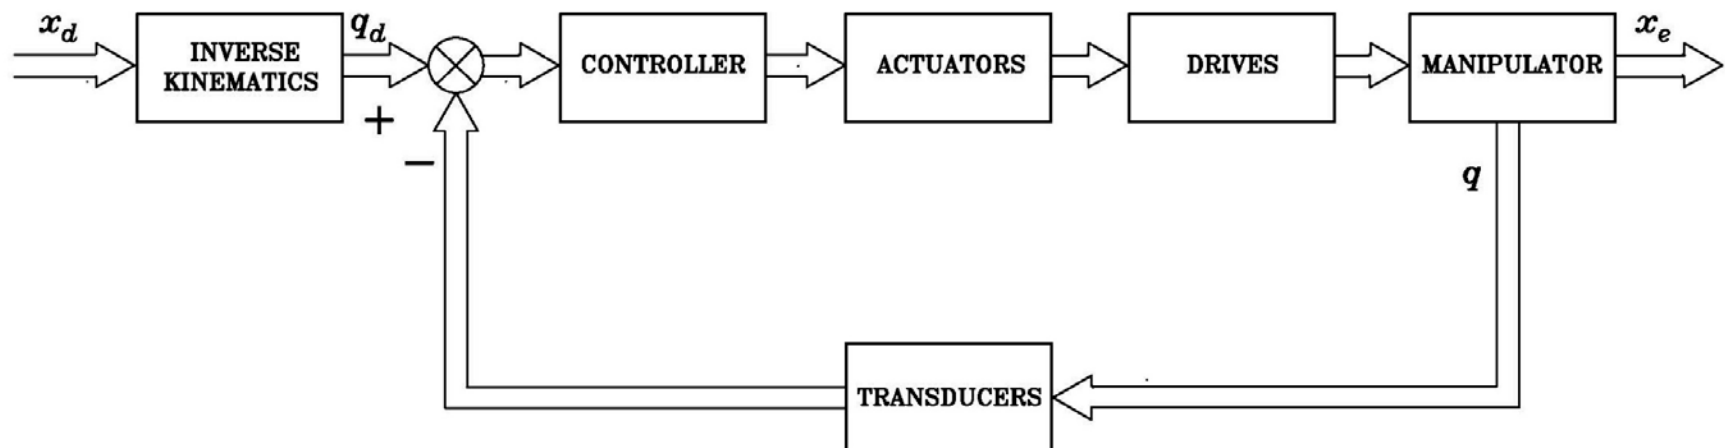 x_d
INVERSE
KINEMATICS
q_d
+
−
CONTROLLER
ACTUATORS
DRIVES
MANIPULATOR
x_e
q
TRANSDUCERS